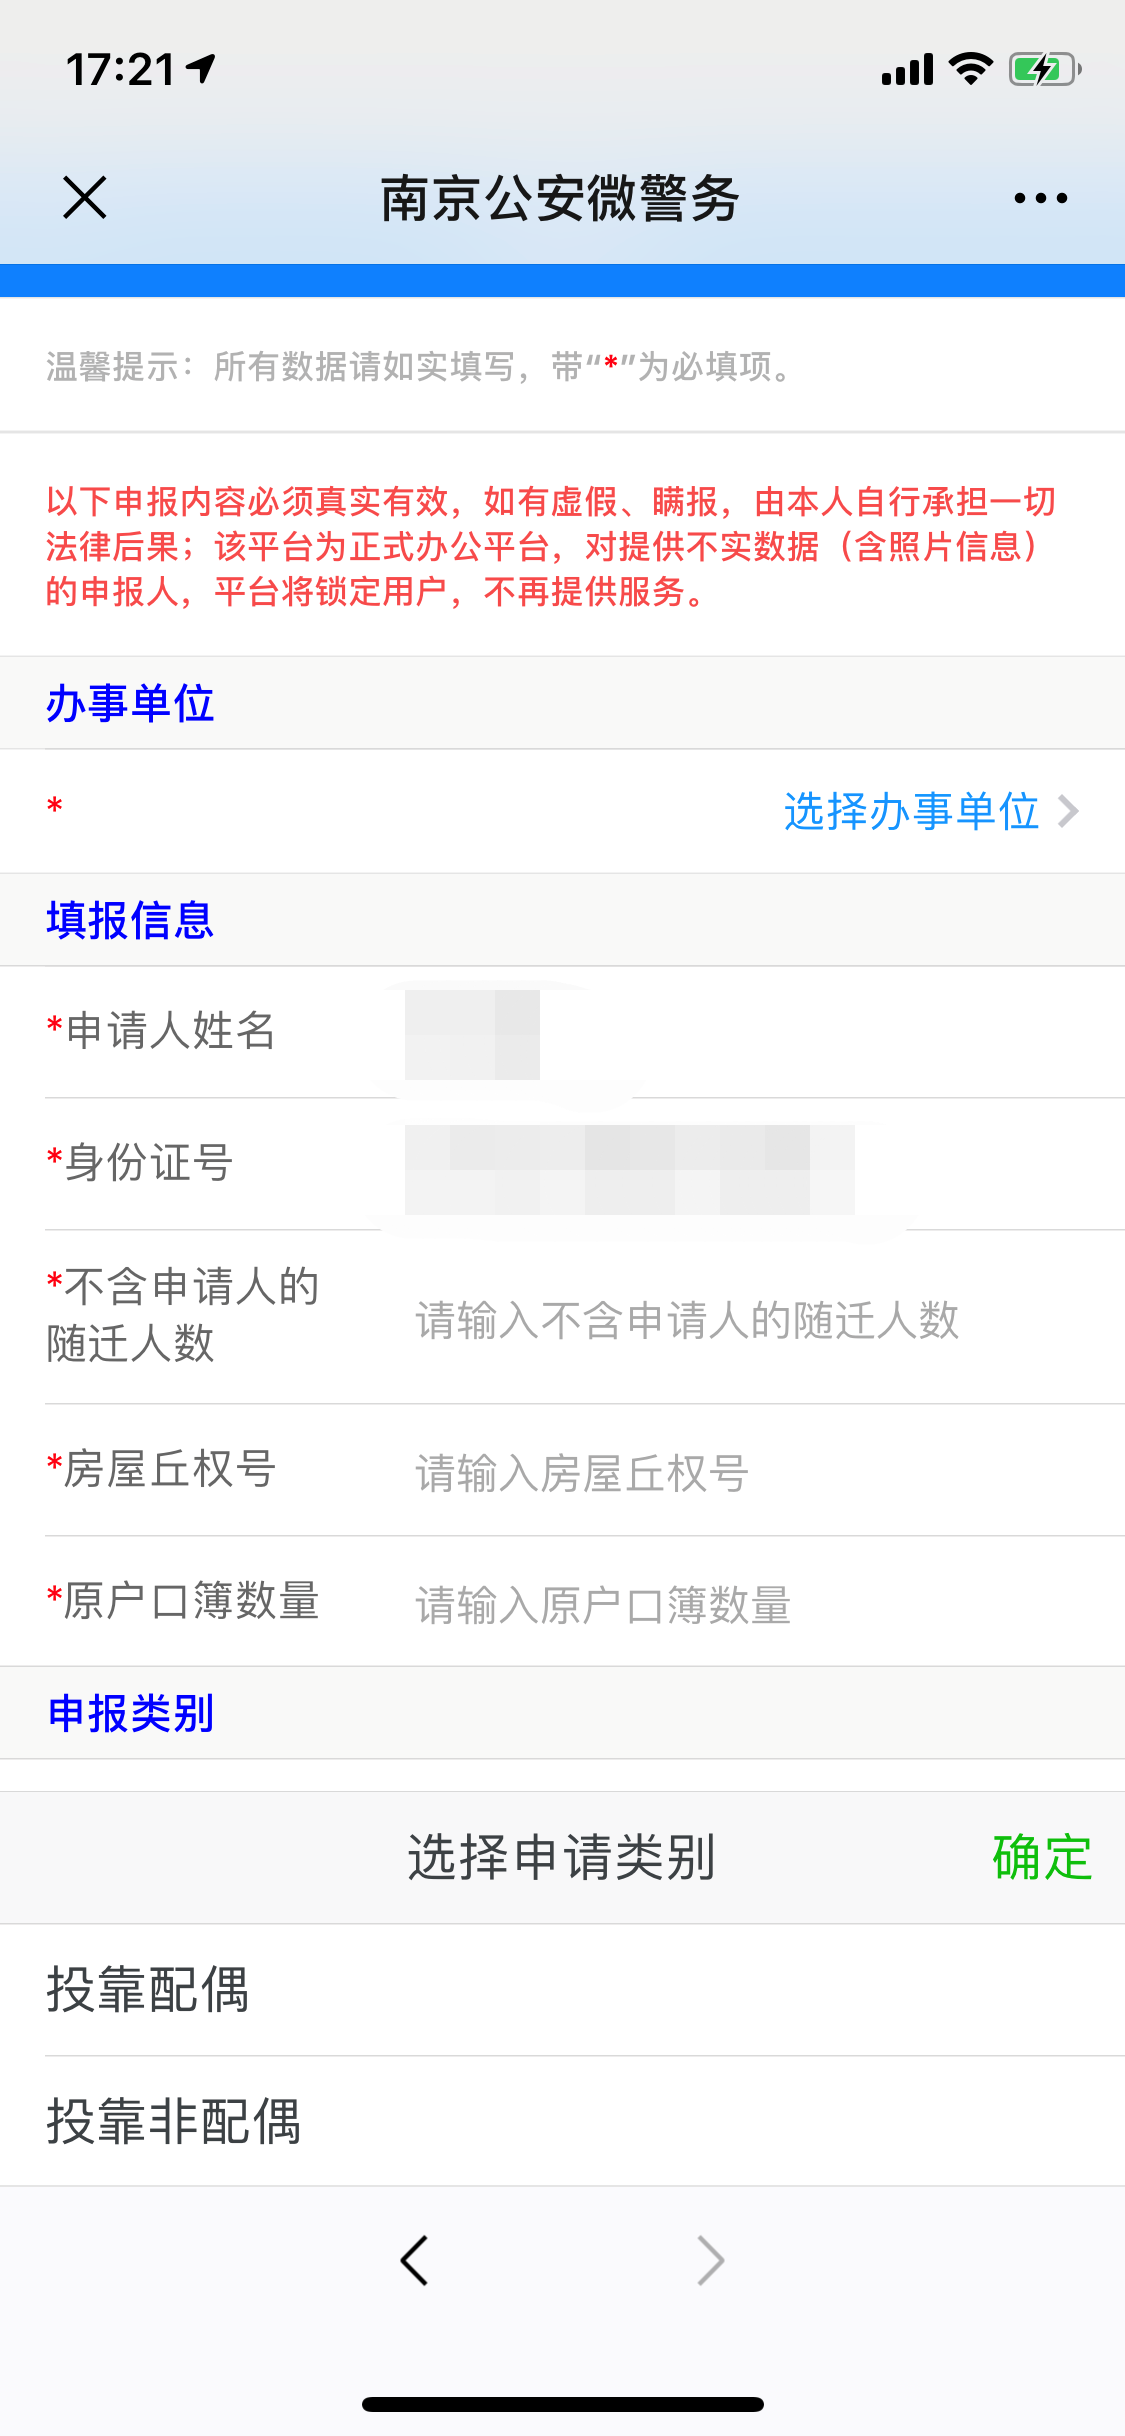 17:21
南京公安微警务
温馨提示：所有数据请如实填写，带“*”为必填项。
以下申报内容必须真实有效，如有虚假、瞒报，由本人自行承担一切
法律后果；该平台为正式办公平台，对提供不实数据（含照片信息）
的申报人，平台将锁定用户，不再提供服务。
办事单位
* 选择办事单位
填报信息
*申请人姓名
*身份证号
*不含申请人的
随迁人数
请输入不含申请人的随迁人数
*房屋丘权号 请输入房屋丘权号
*原户口簿数量 请输入原户口簿数量
申报类别
选择申请类别 确定
投靠配偶
投靠非配偶